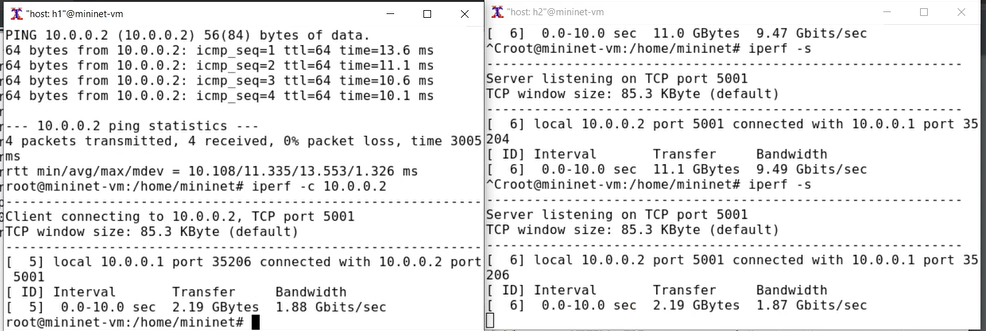 "host: h1"@mininet-vm
PING 10.0.0.2 (10.0.0.2) 56(84) bytes of data.
64 bytes from 10.0.0.2: icmp_seq=1 ttl=64 time=13.6 ms
64 bytes from 10.0.0.2: icmp_seq=2 ttl=64 time=11.1 ms
64 bytes from 10.0.0.2: icmp_seq=3 ttl=64 time=10.6 ms
64 bytes from 10.0.0.2: icmp_seq=4 ttl=64 time=10.1 ms
--- 10.0.0.2 ping statistics ---
4 packets transmitted, 4 received, 0% packet loss, time 3005
ms
rtt min/avg/max/mdev = 10.108/11.335/13.553/1.326 ms
root@mininet-vm:/home/mininet# iperf -c 10.0.0.2
------------------------------------------------------------
Client connecting to 10.0.0.2, TCP port 5001
TCP window size: 85.3 KByte (default)
------------------------------------------------------------
[  5] local 10.0.0.1 port 35206 connected with 10.0.0.2 port
 5001
[ ID] Interval       Transfer     Bandwidth
[  5]  0.0-10.0 sec  2.19 GBytes  1.88 Gbits/sec
root@mininet-vm:/home/mininet#
"host: h2"@mininet-vm
[  6]  0.0-10.0 sec  11.0 GBytes  9.47 Gbits/sec
^Croot@mininet-vm:/home/mininet# iperf -s
------------------------------------------------------------
Server listening on TCP port 5001
TCP window size: 85.3 KByte (default)
------------------------------------------------------------
[  6] local 10.0.0.2 port 5001 connected with 10.0.0.1 port 35
204
[ ID] Interval       Transfer     Bandwidth
[  6]  0.0-10.0 sec  11.1 GBytes  9.49 Gbits/sec
^Croot@mininet-vm:/home/mininet# iperf -s
------------------------------------------------------------
Server listening on TCP port 5001
TCP window size: 85.3 KByte (default)
------------------------------------------------------------
[  6] local 10.0.0.2 port 5001 connected with 10.0.0.1 port 35
206
[ ID] Interval       Transfer     Bandwidth
[  6]  0.0-10.0 sec  2.19 GBytes  1.87 Gbits/sec